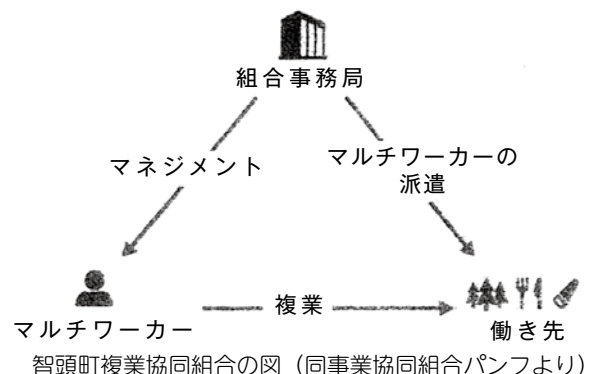 組合事務局
マネジメント
マルチワーカーの
派遣
複業
マルチワーカー
働き先
智頭町複業協同組合の図（同事業協同組合パンフより）